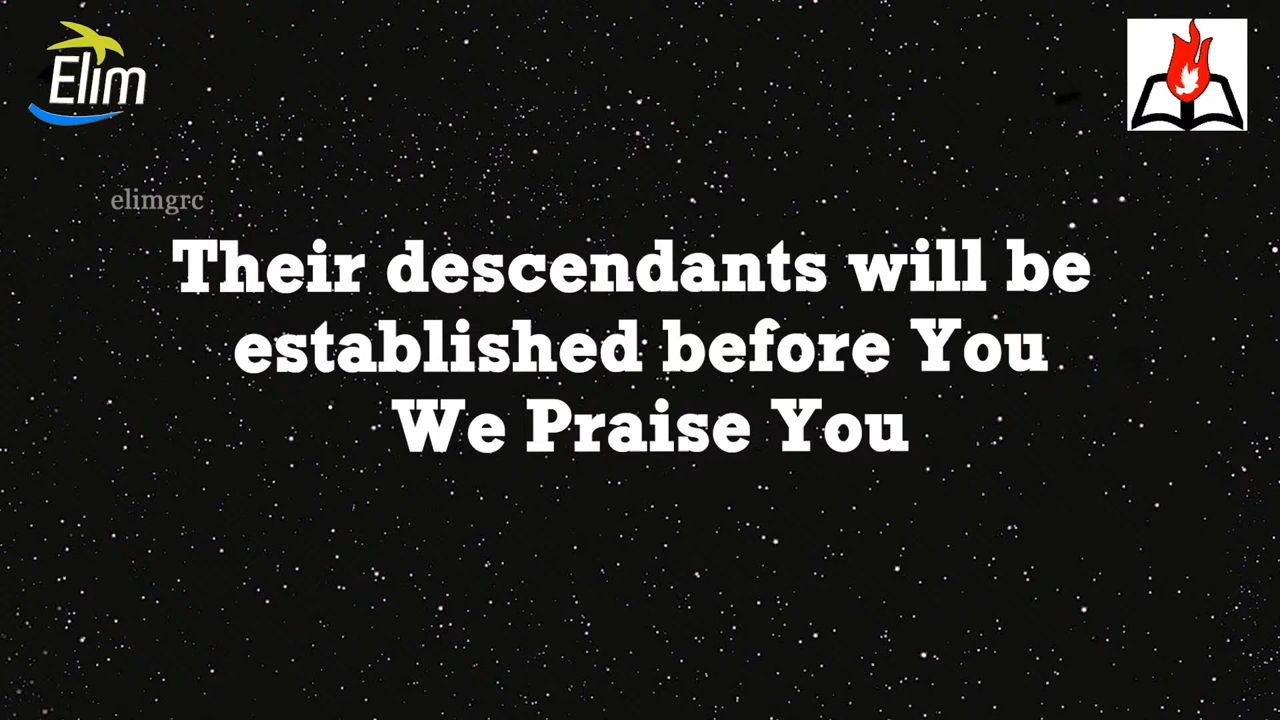 Elim
elimgrc
Their descendants will be
established before You
We Praise You